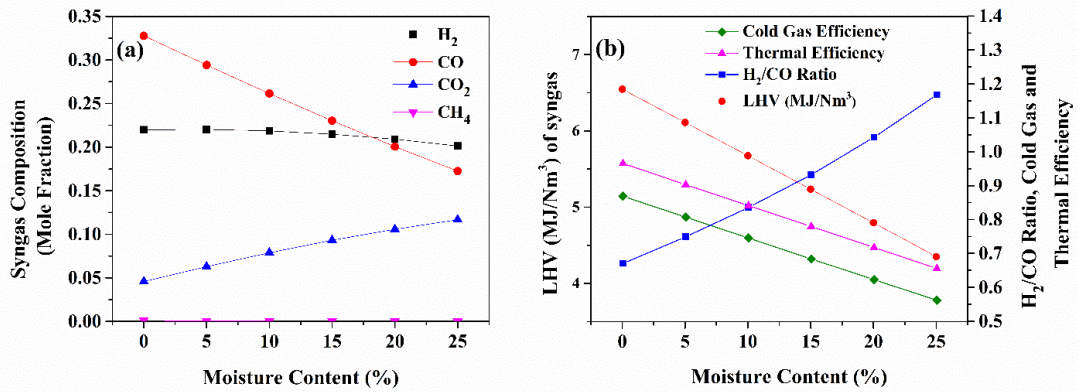 (a)
H₂
CO
CO₂
CH₄
0.35
0.30
0.25
0.20
0.15
0.10
0.05
0.00
Syngas Composition
(Mole Fraction)
0 5 10 15 20 25
Moisture Content (%)
(b)
Cold Gas Efficiency
Thermal Efficiency
H₂/CO Ratio
LHV (MJ/Nm³)
7
6
5
4
LHV (MJ/Nm³) of syngas
1.4
1.3
1.2
1.1
1.0
0.9
0.8
0.7
0.6
0.5
H₂/CO Ratio, Cold Gas and
Thermal Efficiency
0 5 10 15 20 25
Moisture Content (%)